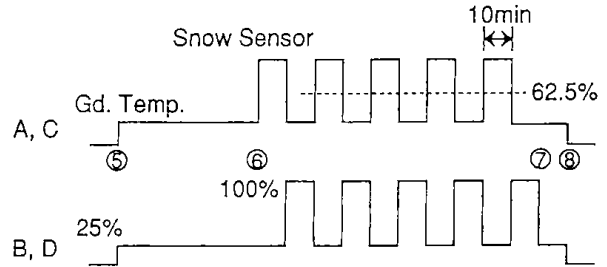 10min
Snow Sensor
62.5%
Gd. Temp.
A, C
⑤ ⑥ ⑦ ⑧
100%
25%
B, D